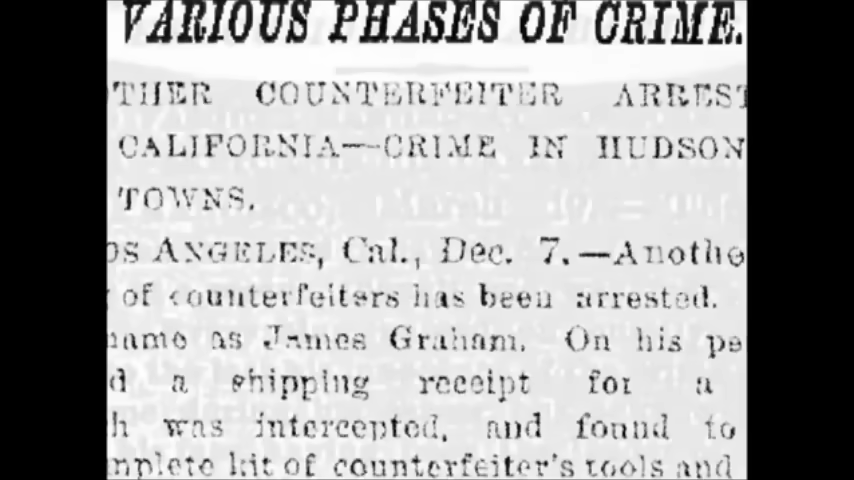 VARIOUS PHASES OF CRIME.
OTHER COUNTERFEITER ARREST
CALIFORNIA—CRIME IN HUDSON
TOWNS.
OS ANGELES, Cal., Dec. 7.—Anothe
of counterfeiters has been arrested.
name as James Graham. On his pe
d a shipping receipt for a
h was intercepted, and found to
mplete kit of counterfeiter's tools and